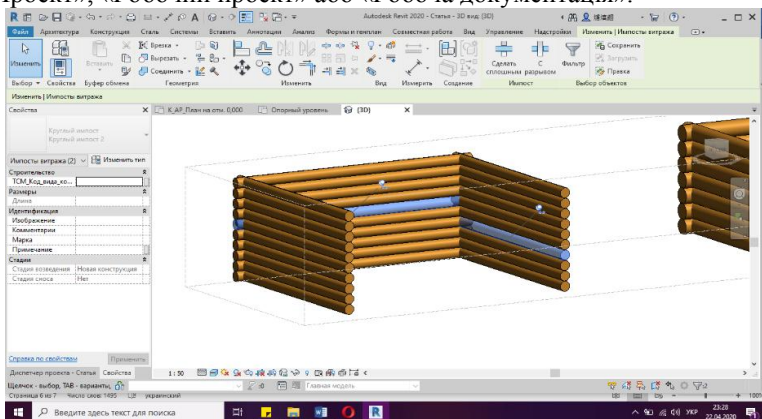 проект», «Робочий проект» або «Робоча документація».
Autodesk Revit 2020 - Статья - 3D вид: {3D}
Файл Архитектура Конструкция Сталь Системы Вставить Аннотации Анализ Формы и генплан Совместная работа Вид Управление Надстройки Изменить | Импосты витража
Изменить Вставить Врезка Вырезать Соединить Сделать сплошным С разрывом Фильтр Сохранить Загрузить Правка
Выбор Свойства Буфер обмена Геометрия Изменить Вид Измерить Создание Импост Выбор объектов
Изменить | Импосты витража
Свойства
К_АР_План на отм. 0,000 Опорный уровень {3D}
Круглый импост
Круглый импост 2
Импосты витража (2) Изменить тип
Строительство
ТСМ_Код_вида_ко...
Размеры
Длина
Идентификация
Изображение
Комментарии
Марка
Примечание
Стадии
Стадия возведения Новая конструкция
Стадия сноса Нет
Справка по свойствам Применить
Диспетчер проекта - Статья Свойства
1 : 50
Щелчок - выбор, TAB - варианты, :0 Главная модель
Страница 6 из 7 Число слов: 1495 украинский 100%
Введите здесь текст для поиска
УКР 23:28
22.04.2020